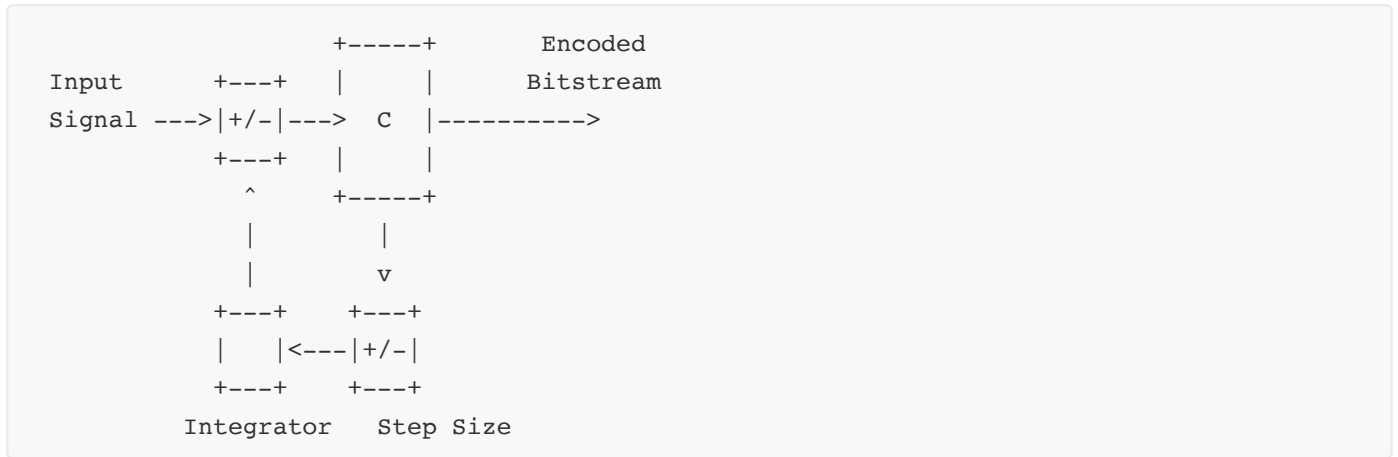 +-----+       Encoded
Input      +---+   |     |      Bitstream
Signal --->|+/-|--->  C  |---------->
           +---+   |     |
             ^     +-----+
             |        |
             |        v
           +---+    +---+
           |   |<---|+/-|
           +---+    +---+
         Integrator   Step Size